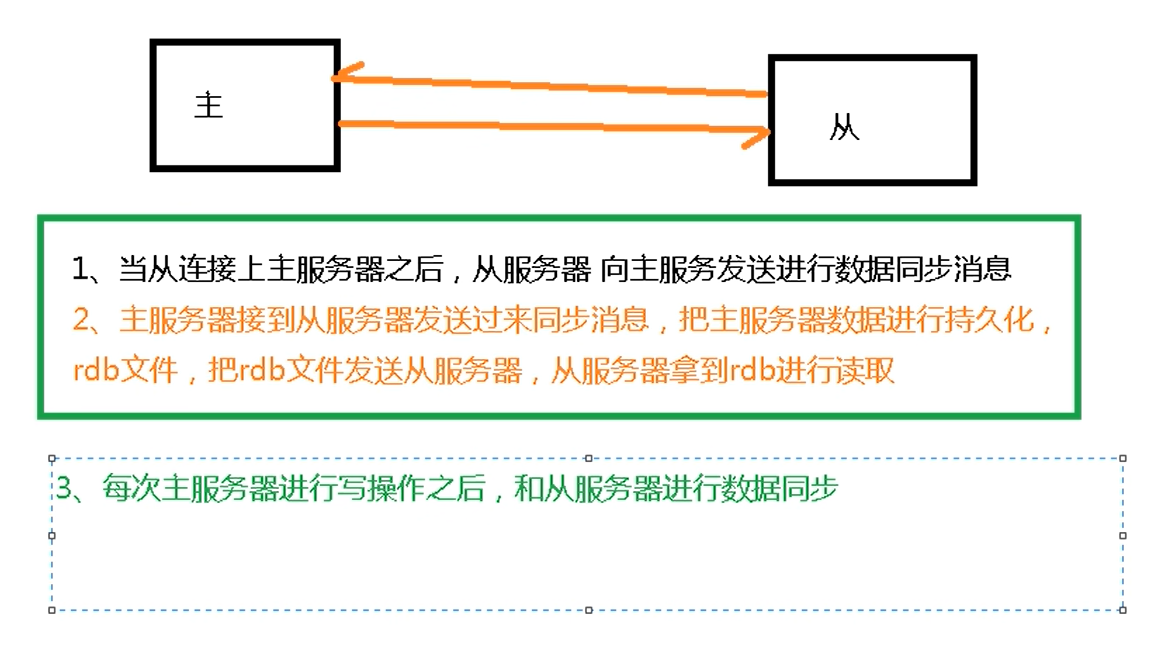 主
从
1、当从连接上主服务器之后，从服务器 向主服务发送进行数据同步消息
2、主服务器接到从服务器发送过来同步消息，把主服务器数据进行持久化，
rdb文件，把rdb文件发送从服务器，从服务器拿到rdb进行读取
3、每次主服务器进行写操作之后，和从服务器进行数据同步